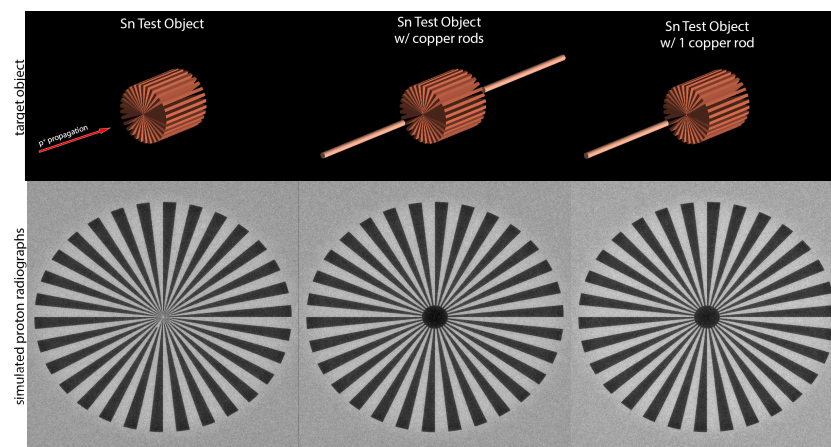 Sn Test Object
Sn Test Object
w/ copper rods
Sn Test Object
w/ 1 copper rod
target object
p⁺ propagation
simulated proton radiographs